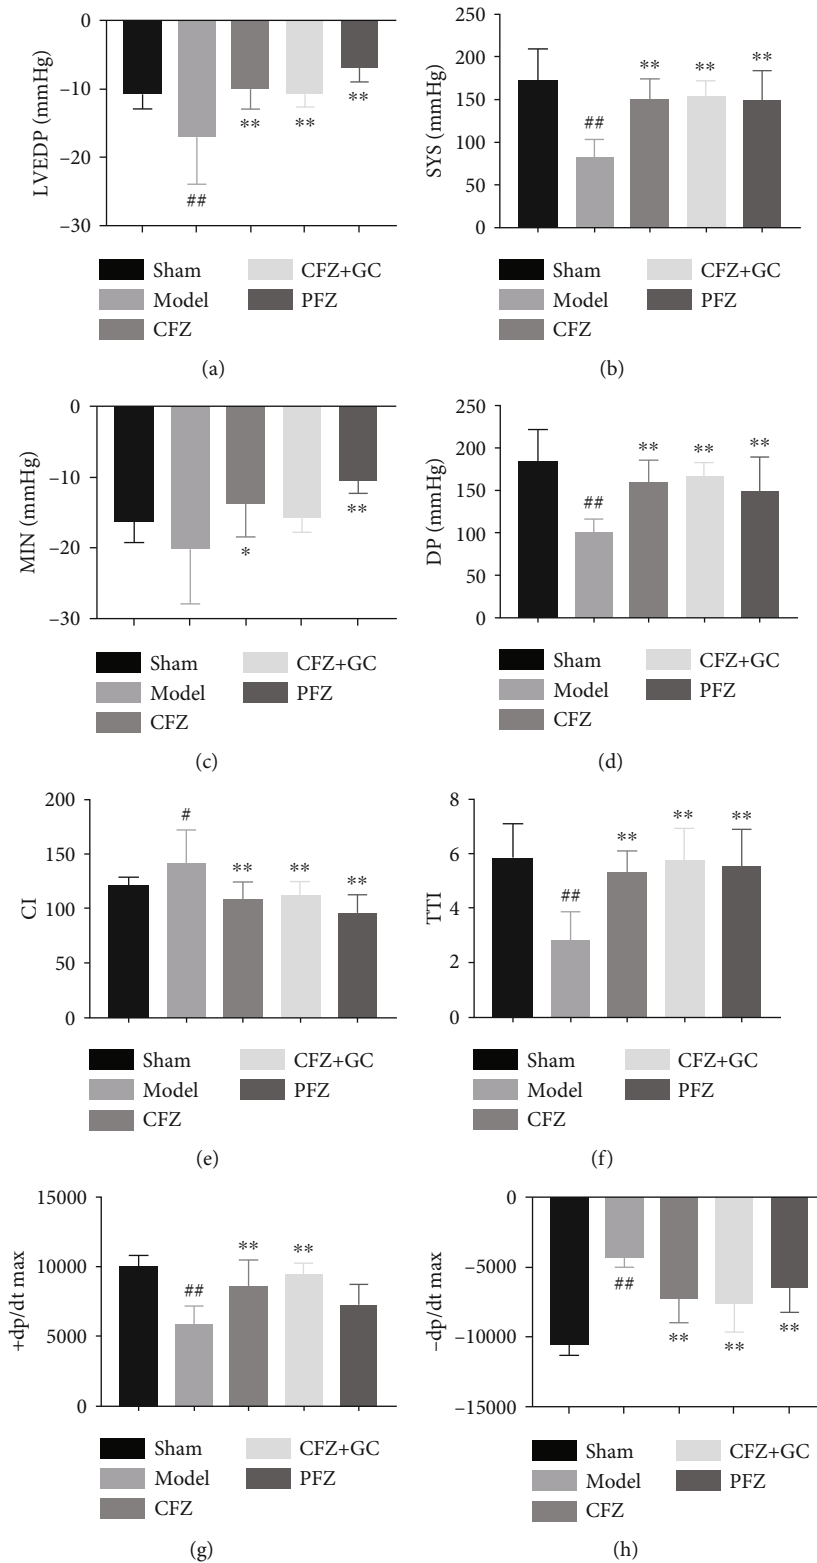 0
−10
−20
−30
LVEDP (mmHg)
##
**
**
**
Sham
Model
CFZ
CFZ+GC
PFZ
(a)
250
200
150
100
50
0
SYS (mmHg)
##
**
**
**
Sham
Model
CFZ
CFZ+GC
PFZ
(b)
0
−10
−20
−30
MIN (mmHg)
*
**
Sham
Model
CFZ
CFZ+GC
PFZ
(c)
250
200
150
100
50
0
DP (mmHg)
##
**
**
**
Sham
Model
CFZ
CFZ+GC
PFZ
(d)
200
150
100
50
0
CI
#
**
**
**
Sham
Model
CFZ
CFZ+GC
PFZ
(e)
8
6
4
2
0
TTI
##
**
**
**
Sham
Model
CFZ
CFZ+GC
PFZ
(f)
15000
10000
5000
0
+dp/dt max
##
**
**
Sham
Model
CFZ
CFZ+GC
PFZ
(g)
0
−5000
−10000
−15000
−dp/dt max
##
**
**
**
Sham
Model
CFZ
CFZ+GC
PFZ
(h)